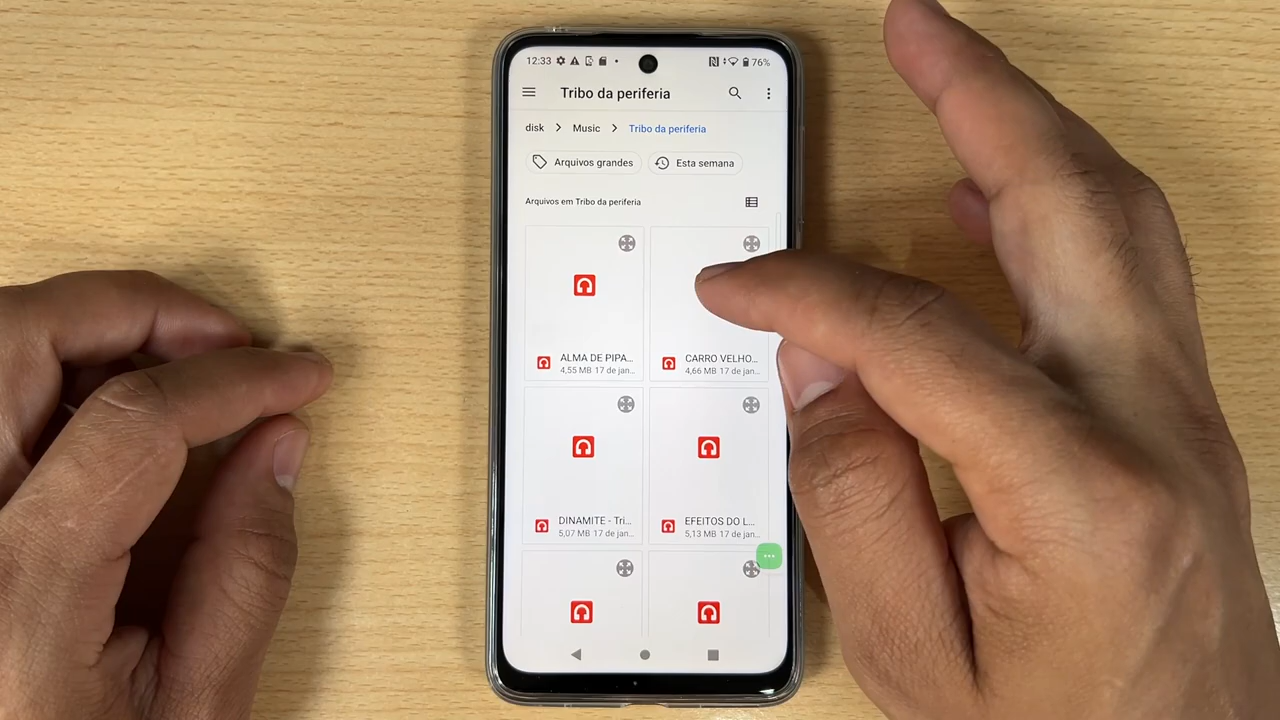 12:33
76%
Tribo da periferia
disk
Music
Tribo da periferia
Arquivos grandes
Esta semana
Arquivos em Tribo da periferia
ALMA DE PIPA...
4,55 MB 17 de jan...
CARRO VELHO...
4,66 MB 17 de jan...
DINAMITE - Tri...
5,07 MB 17 de jan...
EFEITOS DO L...
5,13 MB 17 de jan...